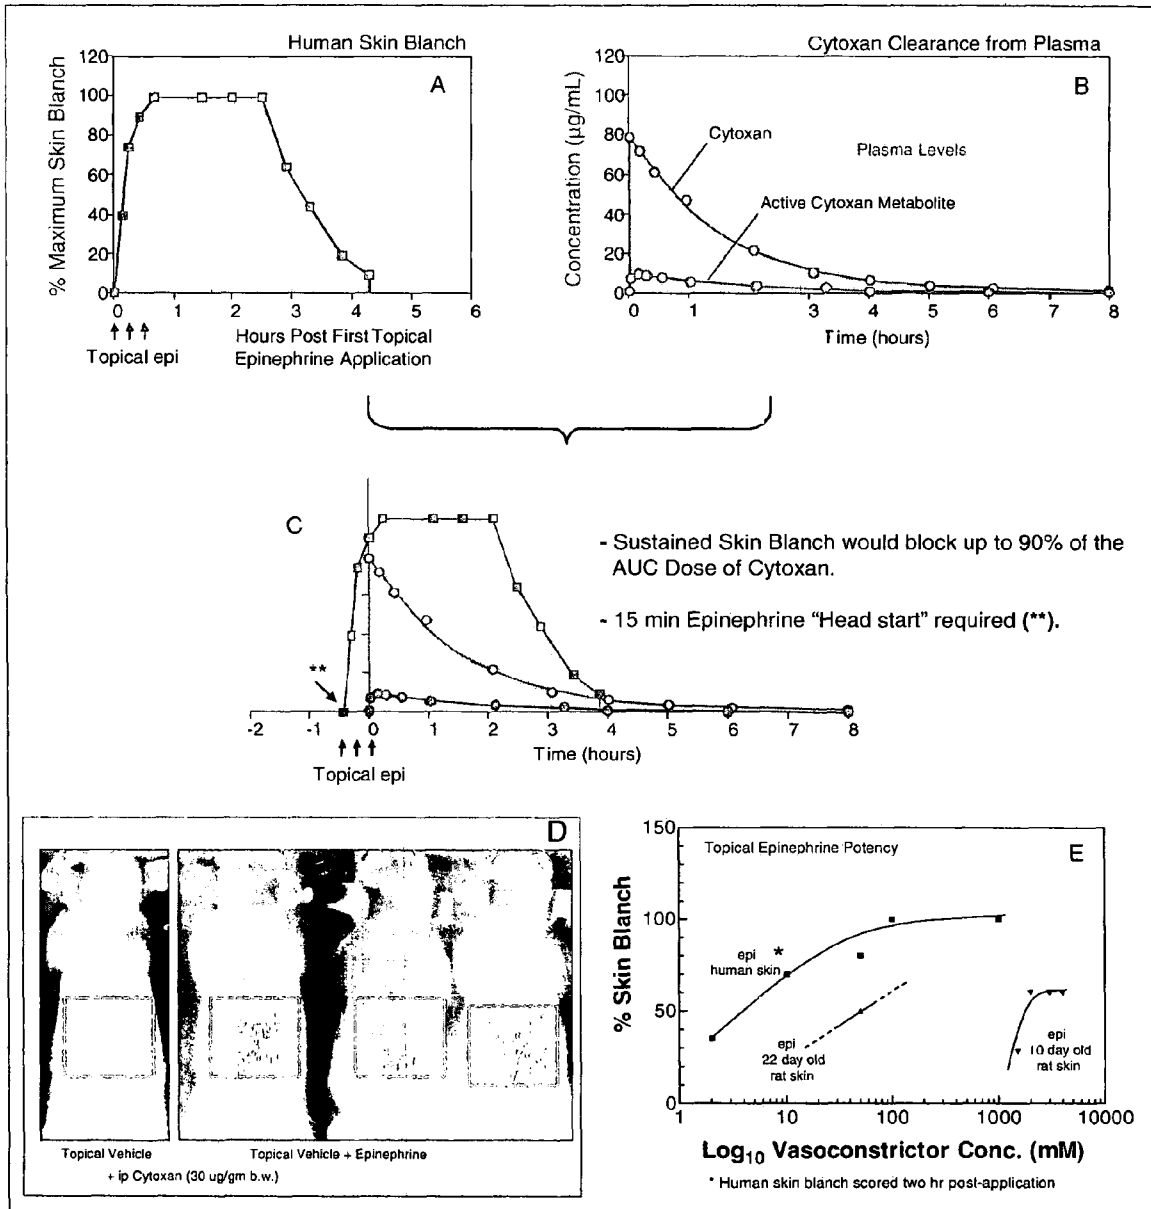 Human Skin Blanch
A
% Maximum Skin Blanch
120
100
80
60
40
20
0
0 1 2 3 4 5 6
Topical epi
Hours Post First Topical
Epinephrine Application
Cytoxan Clearance from Plasma
B
Concentration (µg/mL)
120
100
80
60
40
20
0
Cytoxan
Plasma Levels
Active Cytoxan Metabolite
0 1 2 3 4 5 6 7 8
Time (hours)
C
**
-2 -1 0 1 2 3 4 5 6 7 8
Time (hours)
Topical epi
- Sustained Skin Blanch would block up to 90% of the
AUC Dose of Cytoxan.
- 15 min Epinephrine “Head start” required (**).
D
Topical Vehicle
Topical Vehicle + Epinephrine
+ ip Cytoxan (30 ug/gm b.w.)
E
Topical Epinephrine Potency
% Skin Blanch
150
100
50
0
epi
human skin
*
epi
22 day old
rat skin
epi
10 day old
rat skin
1 10 100 1000 10000
Log10 Vasoconstrictor Conc. (mM)
* Human skin blanch scored two hr post-application